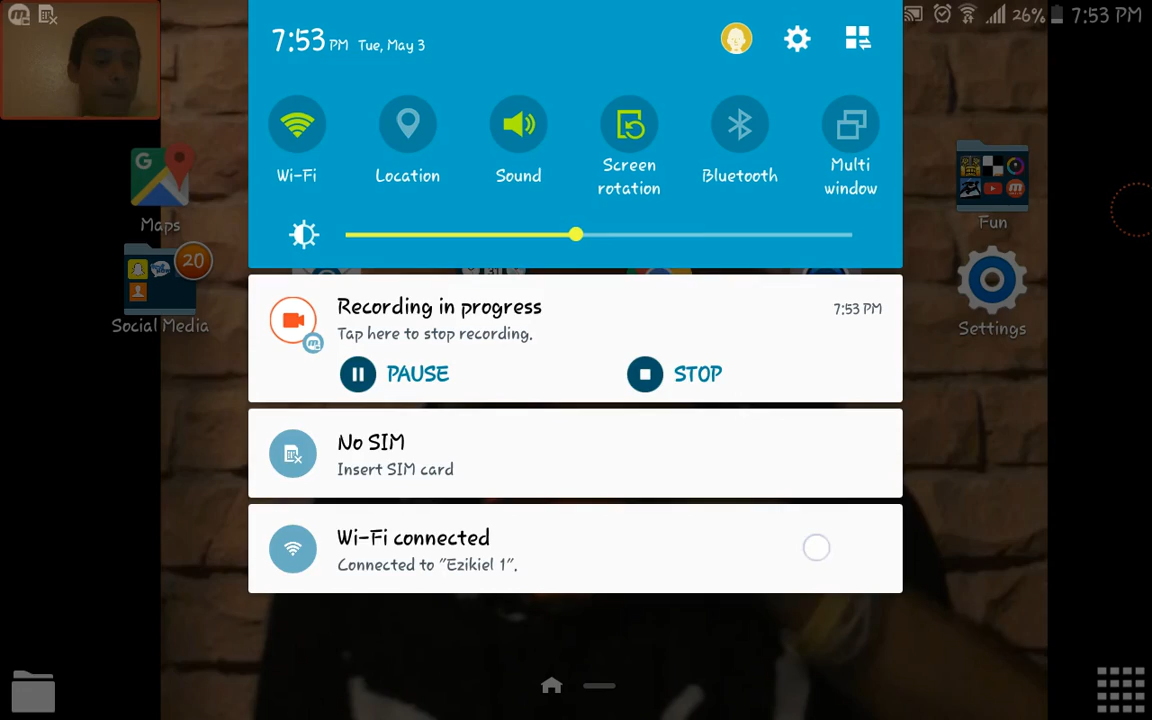 26% 7:53 PM
7:53 PM Tue, May 3
Wi-Fi
Location
Sound
Screen
rotation
Bluetooth
Multi
window
G
Maps
20
Social Media
Fun
Settings
Recording in progress
7:53 PM
Tap here to stop recording.
PAUSE
STOP
No SIM
Insert SIM card
Wi-Fi connected
Connected to "Ezikiel 1".